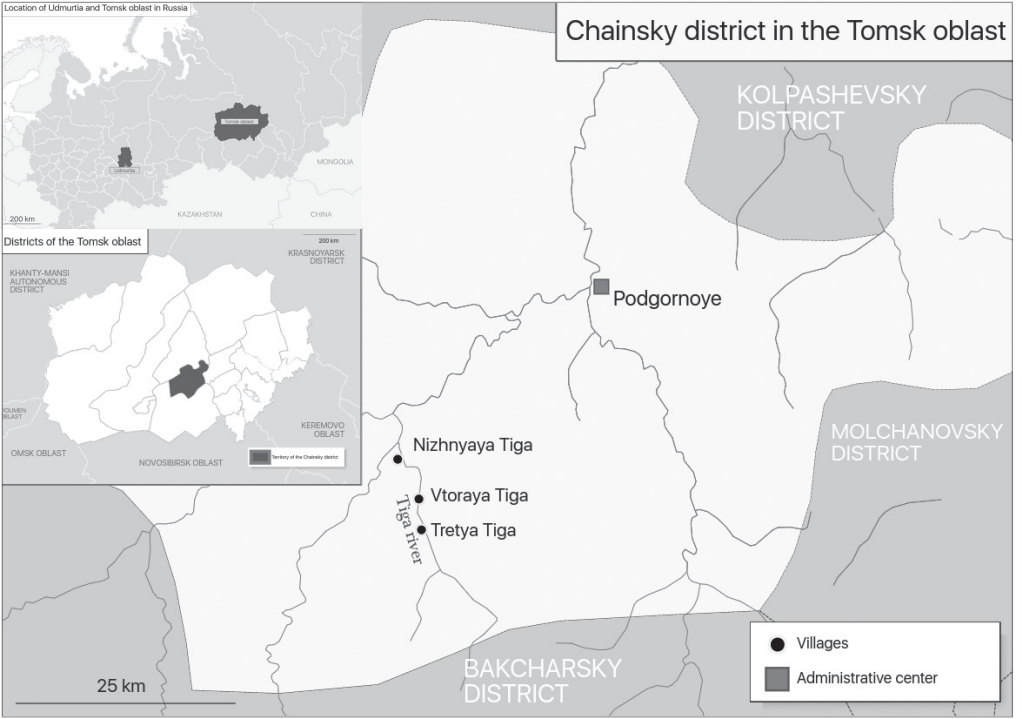 Location of Udmurtia and Tomsk oblast in Russia
Tomsk oblast
Udmurtia
MONGOLIA
KAZAKHSTAN
CHINA
200 km
Districts of the Tomsk oblast
200 km
KRASNOYARSK
DISTRICT
KHANTY-MANSI
AUTONOMOUS
DISTRICT
KEREMOVO
OBLAST
OMSK OBLAST
NOVOSIBIRSK OBLAST
Territory of the Chainsky district
Chainsky district in the Tomsk oblast
KOLPASHEVSKY
DISTRICT
Podgornoye
MOLCHANOVSKY
DISTRICT
Nizhnyaya Tiga
Vtoraya Tiga
Tretya Tiga
Tiga river
BAKCHARSKY
DISTRICT
25 km
Villages
Administrative center